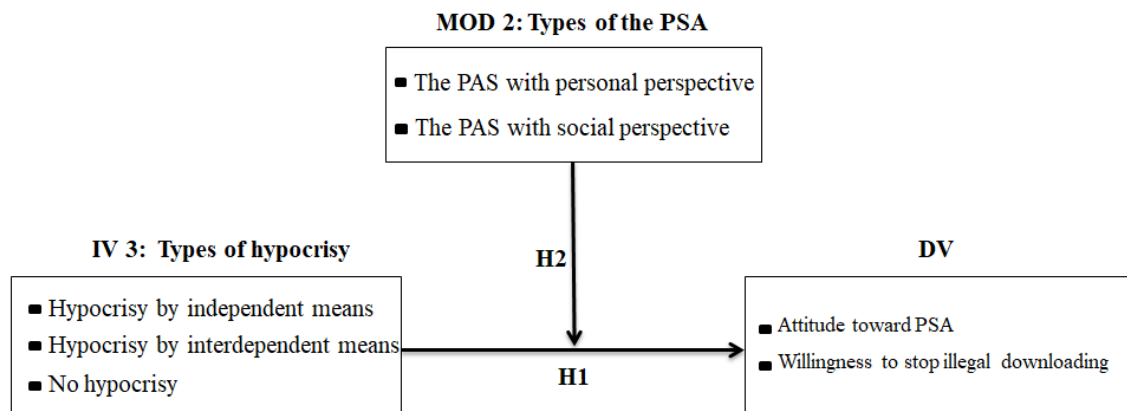 MOD 2: Types of the PSA
The PAS with personal perspective
The PAS with social perspective
IV 3: Types of hypocrisy
Hypocrisy by independent means
Hypocrisy by interdependent means
No hypocrisy
H2
H1
DV
Attitude toward PSA
Willingness to stop illegal downloading